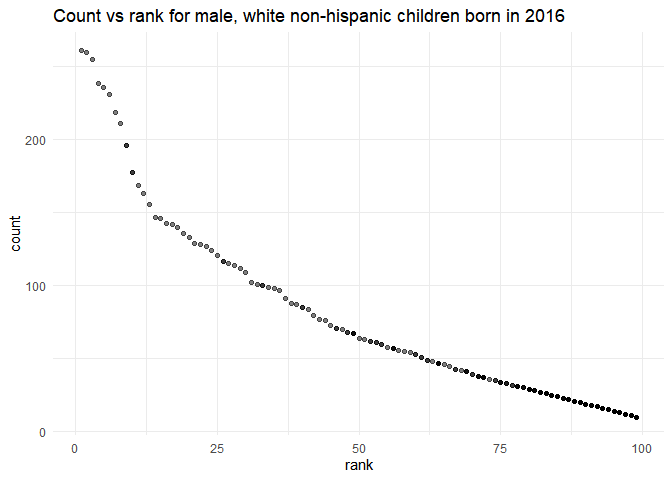 Count vs rank for male, white non-hispanic children born in 2016
200
100
0
count
0 25 50 75 100
rank